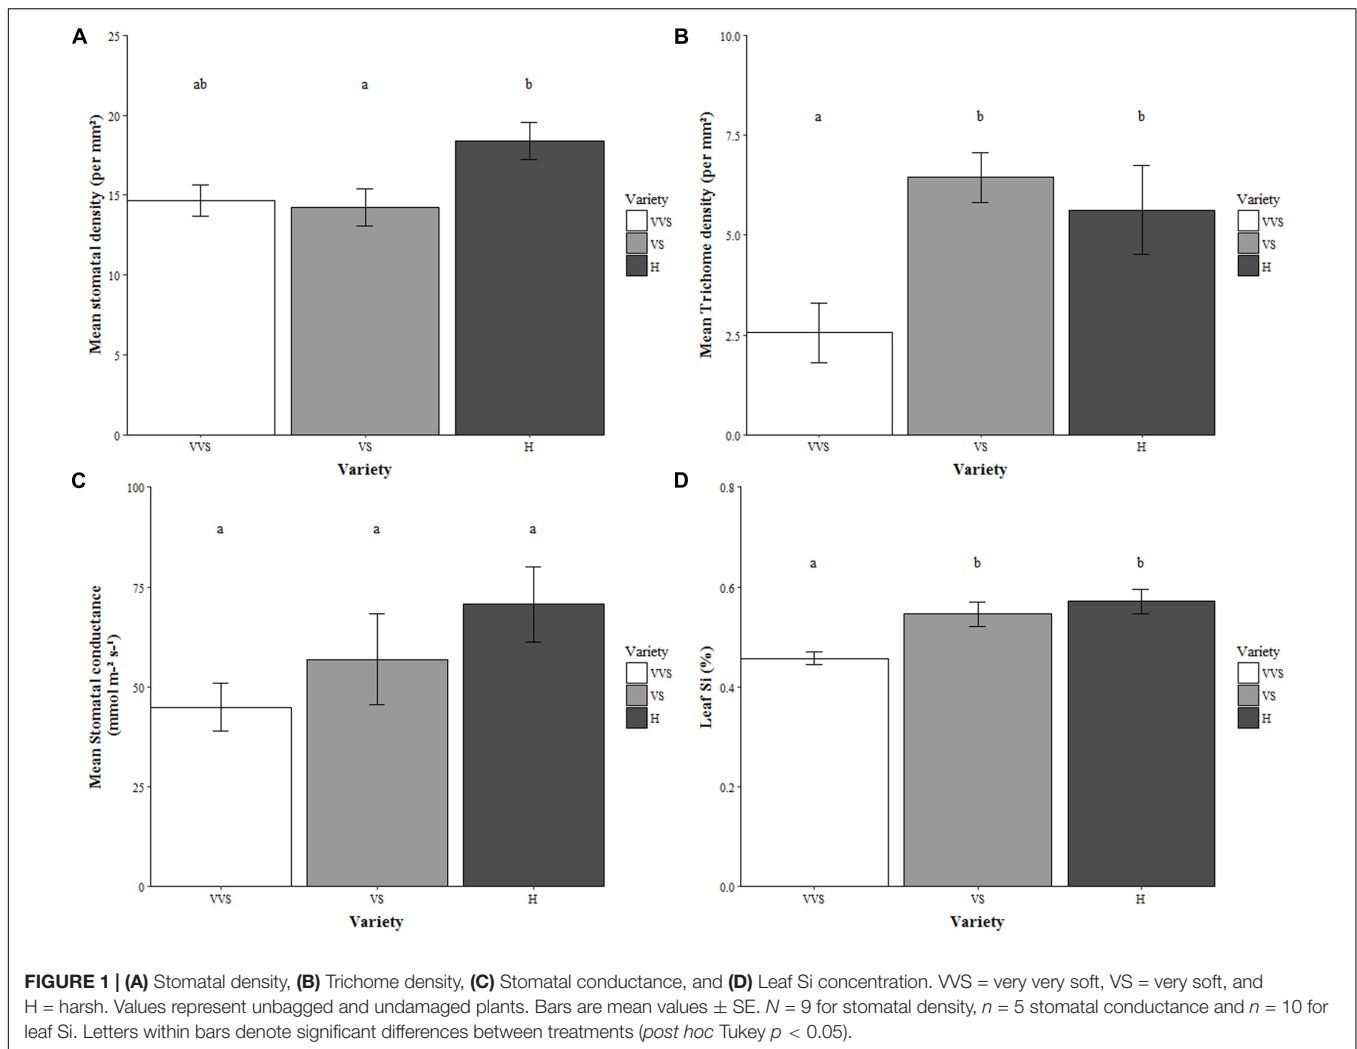 A
Mean stomatal density (per mm²)
25
20
15
10
5
0
ab
a
b
VVS
VS
H
Variety
Variety
VVS
VS
H
B
Mean Trichome density (per mm²)
10.0
7.5
5.0
2.5
0.0
a
b
b
VVS
VS
H
Variety
Variety
VVS
VS
H
C
Mean Stomatal conductance
(mmol m-² s-¹)
100
75
50
25
0
a
a
a
VVS
VS
H
Variety
Variety
VVS
VS
H
D
Leaf Si (%)
0.8
0.6
0.4
0.2
0.0
a
b
b
VVS
VS
H
Variety
Variety
VVS
VS
H
FIGURE 1 | (A) Stomatal density, (B) Trichome density, (C) Stomatal conductance, and (D) Leaf Si concentration. VVS = very very soft, VS = very soft, and
H = harsh. Values represent unbagged and undamaged plants. Bars are mean values ± SE. N = 9 for stomatal density, n = 5 stomatal conductance and n = 10 for
leaf Si. Letters within bars denote significant differences between treatments (post hoc Tukey p < 0.05).